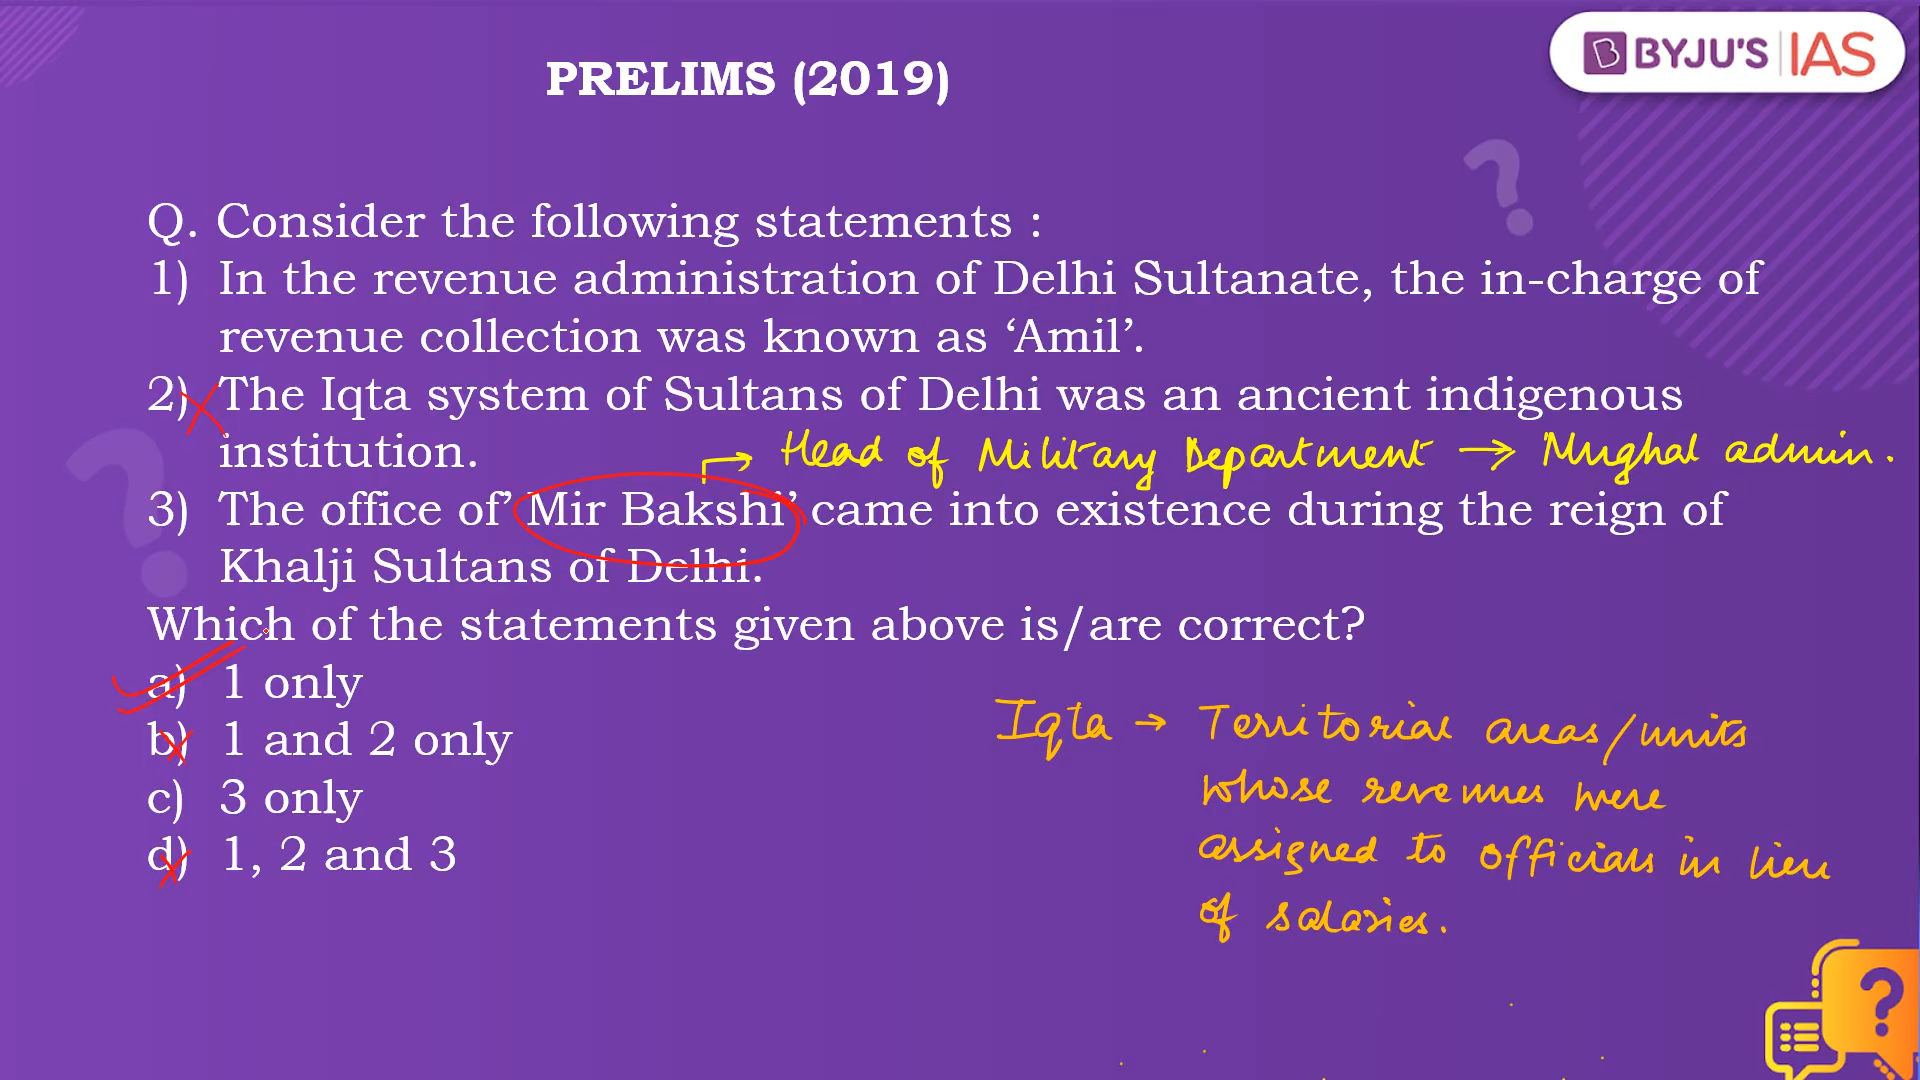 BYJU'S IAS
PRELIMS (2019)
Q. Consider the following statements :
1) In the revenue administration of Delhi Sultanate, the in-charge of
revenue collection was known as ‘Amil’.
2) The Iqta system of Sultans of Delhi was an ancient indigenous
institution.
→ Head of Military Department → Mughal admin.
3) The office of’ Mir Bakshi’ came into existence during the reign of
Khalji Sultans of Delhi.
Which of the statements given above is/are correct?
a) 1 only
b) 1 and 2 only
c) 3 only
d) 1, 2 and 3
Iqta → Territorial areas/units
whose revenues were
assigned to officials in lieu
of salaries.